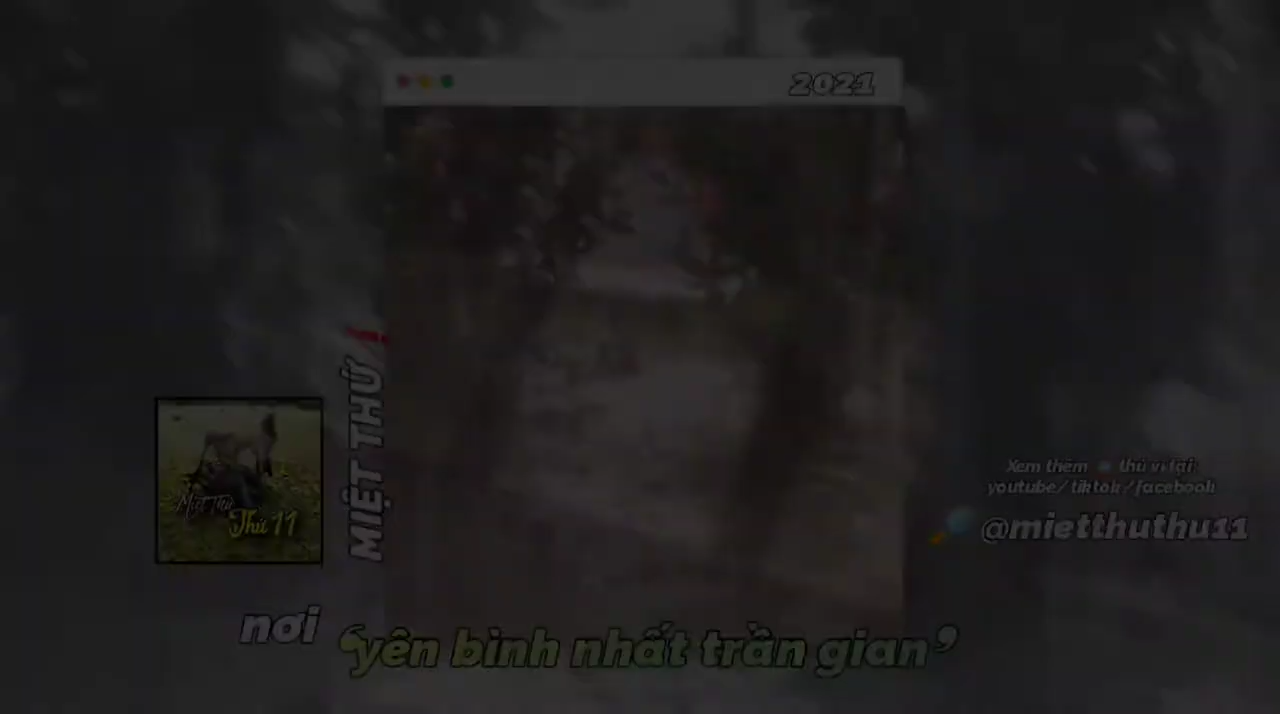 2021
MIỆT THỨ
Miệt Thứ
Thứ 11
Xem thêm thú vị tại:
youtube/tiktok/facebook
@mietthuthu11
nơi
“yên bình nhất trần gian”